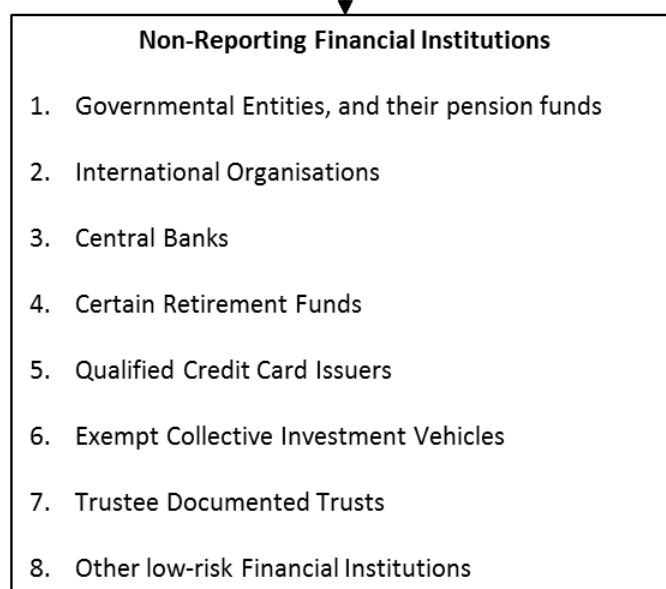 Non-Reporting Financial Institutions
1. Governmental Entities, and their pension funds
2. International Organisations
3. Central Banks
4. Certain Retirement Funds
5. Qualified Credit Card Issuers
6. Exempt Collective Investment Vehicles
7. Trustee Documented Trusts
8. Other low-risk Financial Institutions